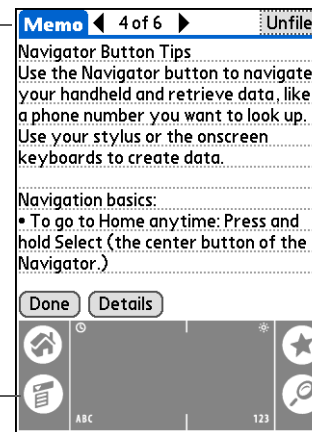 Memo 4 of 6 Unfile
Navigator Button Tips
Use the Navigator button to navigate
your handheld and retrieve data, like
a phone number you want to look up.
Use your stylus or the onscreen
keyboards to create data.
Navigation basics:
• To go to Home anytime: Press and
hold Select (the center button of the
Navigator.)
Done Details
ABC 123